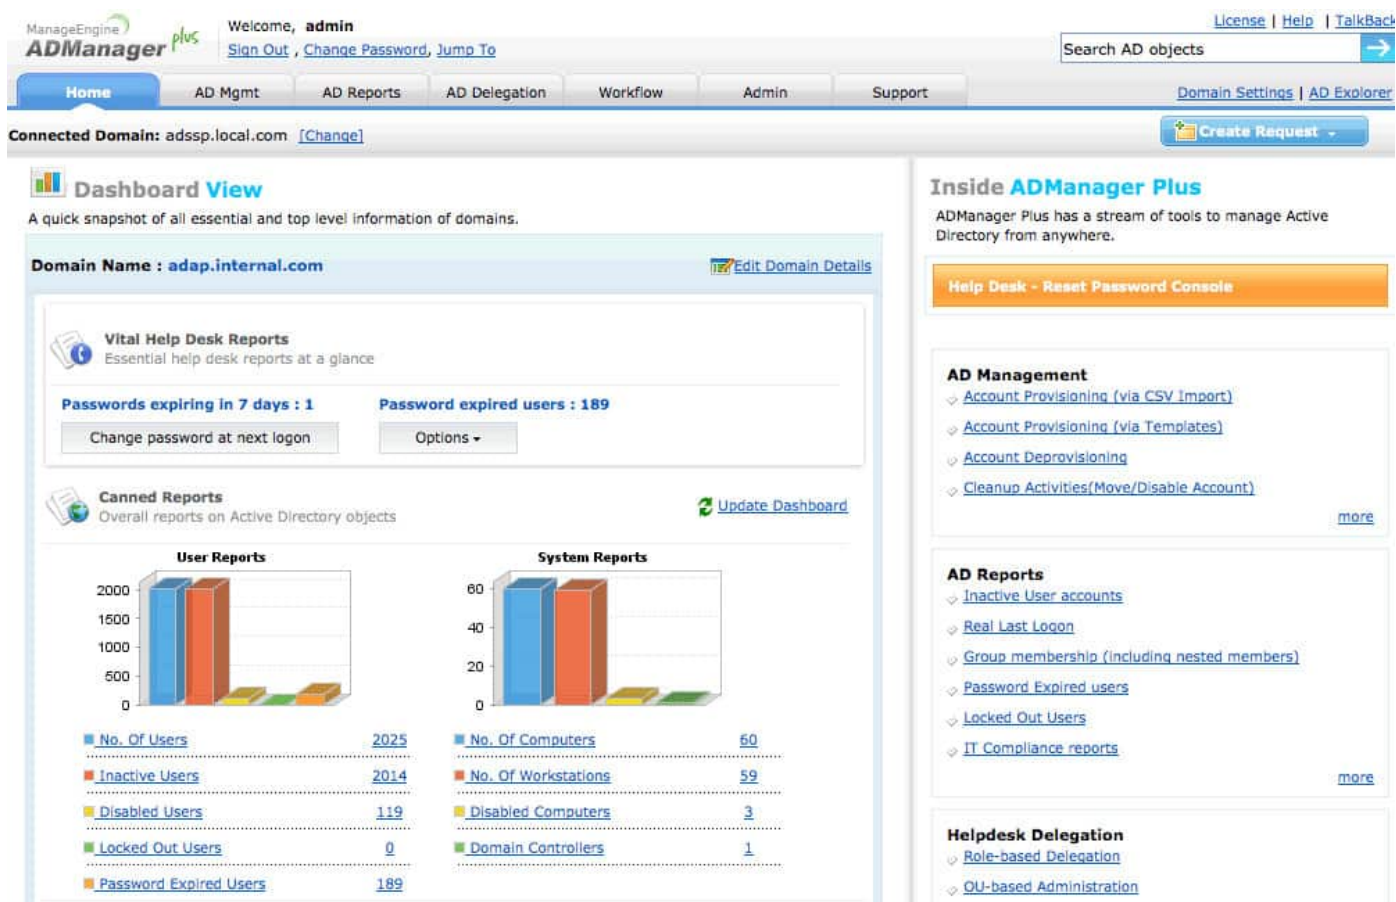 ManageEngine
ADManager plus
Welcome, admin
Sign Out , Change Password, Jump To
License | Help | TalkBack
Search AD objects
Home AD Mgmt AD Reports AD Delegation Workflow Admin Support
Domain Settings | AD Explorer
Connected Domain: adssp.local.com [Change]
Create Request
Dashboard View
A quick snapshot of all essential and top level information of domains.
Domain Name : adap.internal.com
Edit Domain Details
Vital Help Desk Reports
Essential help desk reports at a glance
Passwords expiring in 7 days : 1
Password expired users : 189
Change password at next logon
Options
Canned Reports
Overall reports on Active Directory objects
Update Dashboard
User Reports
2000
1500
1000
500
0
No. Of Users 2025
Inactive Users 2014
Disabled Users 119
Locked Out Users 0
Password Expired Users 189
System Reports
60
40
20
0
No. Of Computers 60
No. Of Workstations 59
Disabled Computers 3
Domain Controllers 1
Inside ADManager Plus
ADManager Plus has a stream of tools to manage Active
Directory from anywhere.
Help Desk - Reset Password Console
AD Management
Account Provisioning (via CSV Import)
Account Provisioning (via Templates)
Account Deprovisioning
Cleanup Activities(Move/Disable Account)
more
AD Reports
Inactive User accounts
Real Last Logon
Group membership (including nested members)
Password Expired users
Locked Out Users
IT Compliance reports
more
Helpdesk Delegation
Role-based Delegation
OU-based Administration